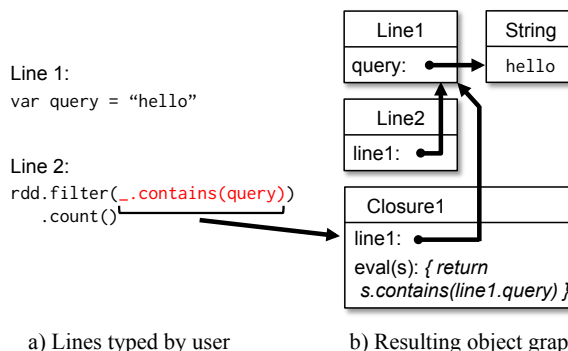 Line 1:
var query = “hello”
Line 2:
rdd.filter(_.contains(query))
.count()
Line1
query:
String
hello
Line2
line1:
Closure1
line1:
eval(s): { return
s.contains(line1.query) }
a) Lines typed by user
b) Resulting object grap